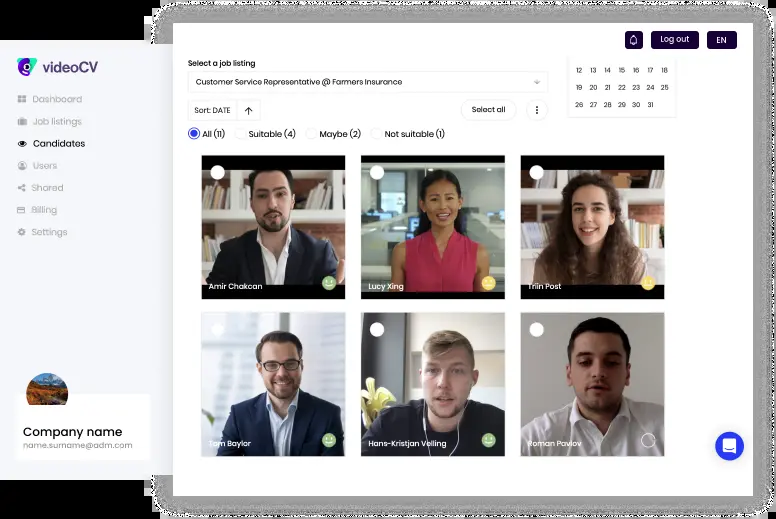 videoCV
Dashboard
Job listings
Candidates
Users
Shared
Billing
Settings
Company name
name.surname@adm.com
Log out
EN
Select a job listing
Customer Service Representative @ Farmers Insurance
Sort: DATE
Select all
All (11) Suitable (4) Maybe (2) Not suitable (1)
12 13 14 15 16 17 18
19 20 21 22 23 24 25
26 27 28 29 30 31
Amir Chakcan
Lucy Xing
Triin Post
Tom Baylor
Hans-Kristjan Veiling
Roman Pavlov